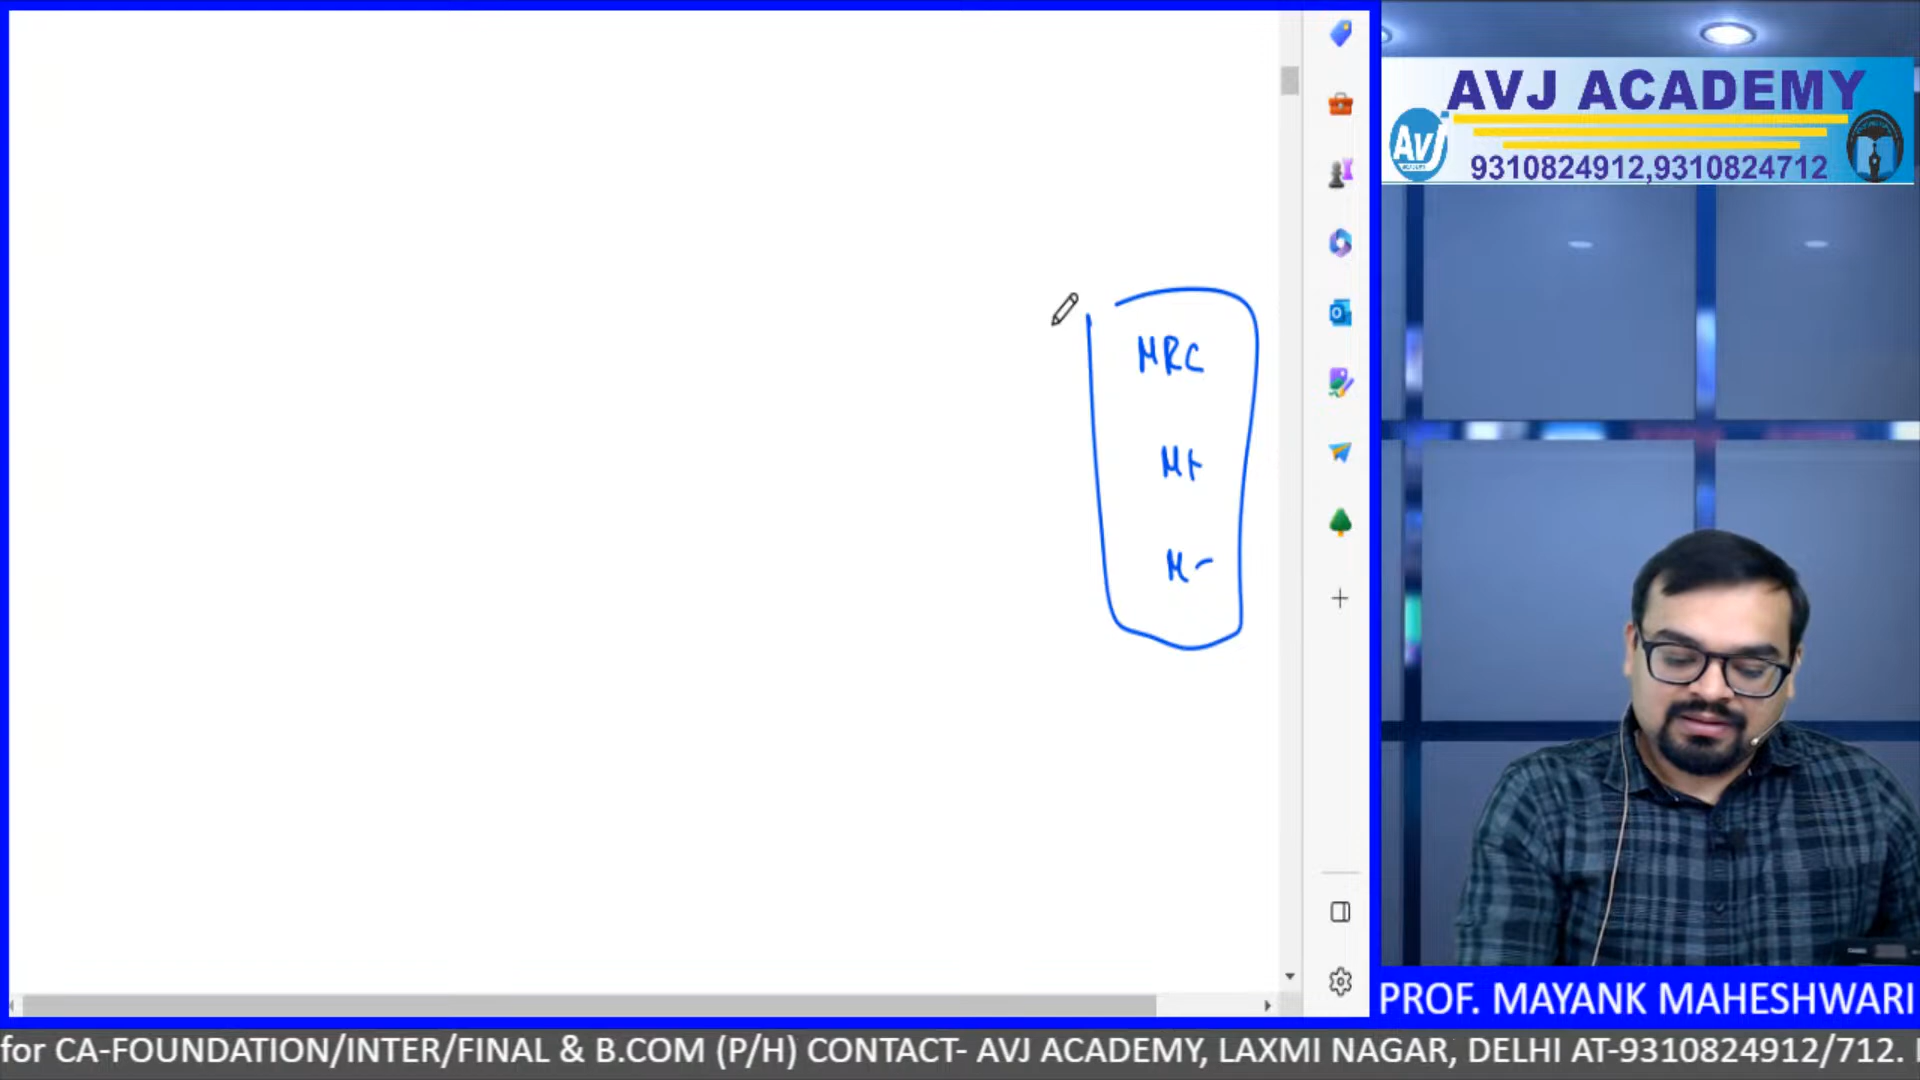 MRC
M+
M-
AVJ ACADEMY
AVJ
9310824912,9310824712
PROF. MAYANK MAHESHWARI
for CA-FOUNDATION/INTER/FINAL & B.COM (P/H) CONTACT- AVJ ACADEMY, LAXMI NAGAR, DELHI AT-9310824912/712.